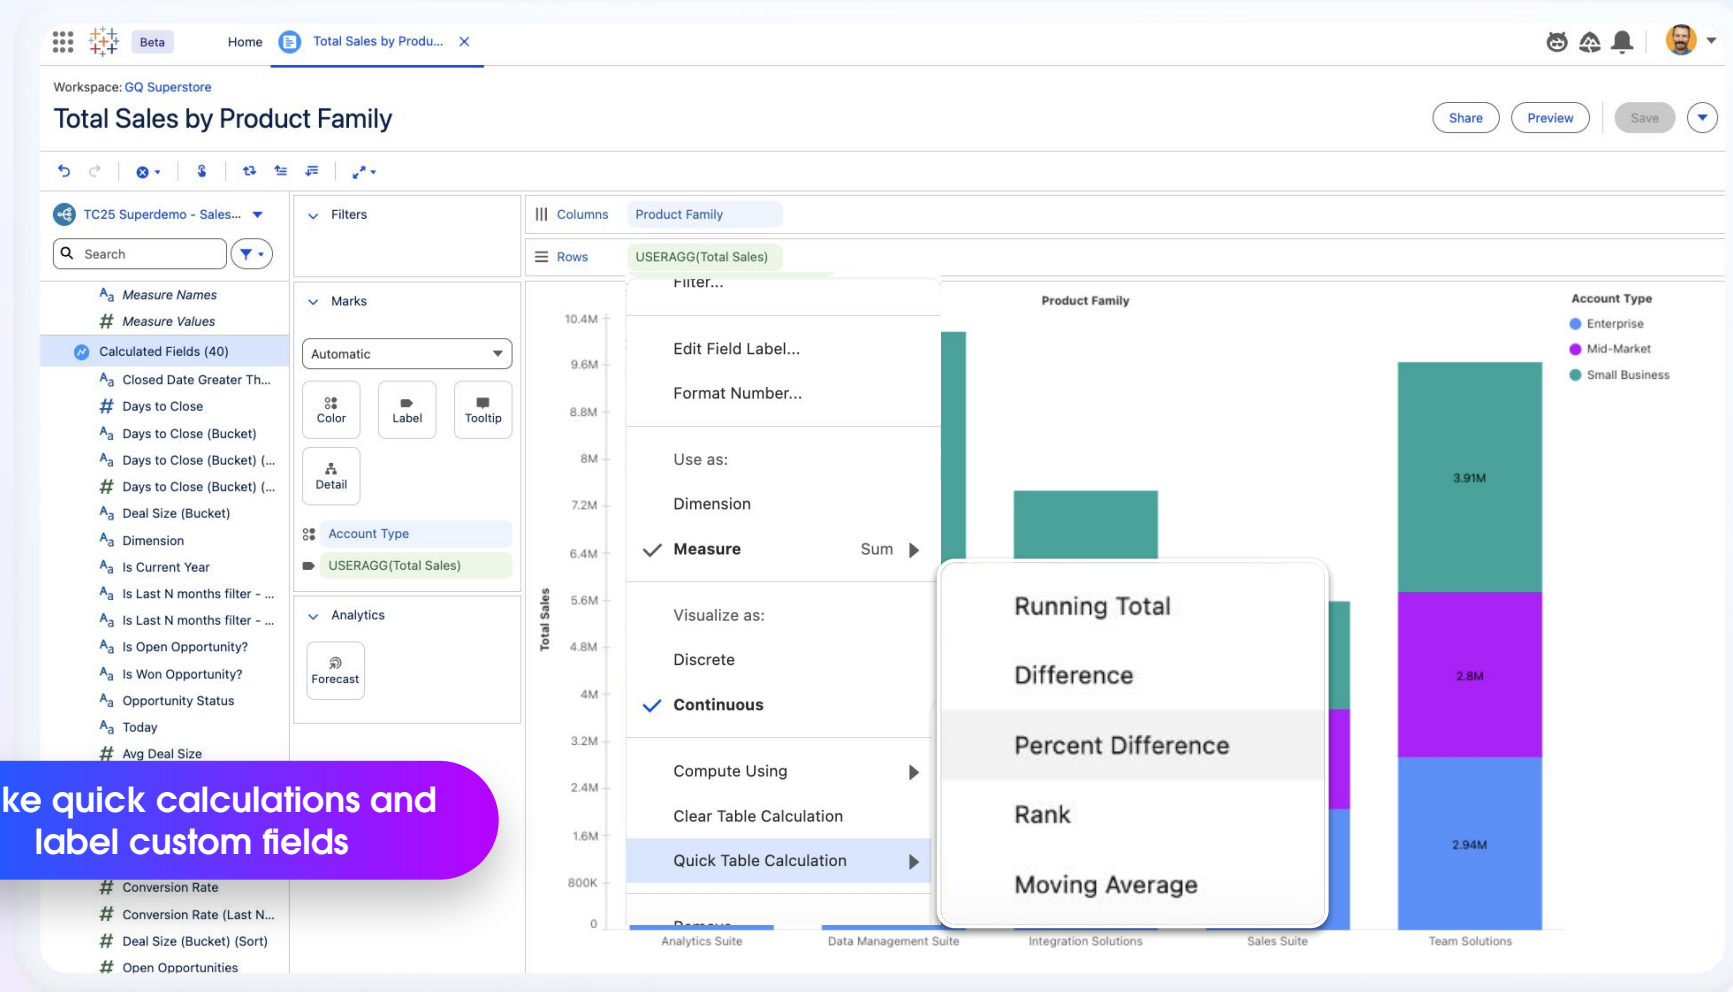 Beta
Home
Total Sales by Produ...
Workspace: GQ Superstore
Total Sales by Product Family
Share
Preview
Save
TC25 Superdemo - Sales...
Search
Measure Names
Measure Values
Calculated Fields (40)
Closed Date Greater Th...
Days to Close
Days to Close (Bucket)
Days to Close (Bucket) (...
Days to Close (Bucket) (...
Deal Size (Bucket)
Dimension
Is Current Year
Is Last N months filter - ...
Is Last N months filter - ...
Is Open Opportunity?
Is Won Opportunity?
Opportunity Status
Today
Avg Deal Size
ke quick calculations and
label custom fields
Conversion Rate
Conversion Rate (Last N...
Deal Size (Bucket) (Sort)
Open Opportunities
Filters
Marks
Automatic
Color
Label
Tooltip
Detail
Account Type
USERAGG(Total Sales)
Analytics
Forecast
Columns
Product Family
Rows
USERAGG(Total Sales)
Filter...
Edit Field Label...
Format Number...
Use as:
Dimension
Measure Sum
Visualize as:
Discrete
Continuous
Compute Using
Clear Table Calculation
Quick Table Calculation
Remove
Running Total
Difference
Percent Difference
Rank
Moving Average
Product Family
Total Sales
10.4M
9.6M
8.8M
8M
7.2M
6.4M
5.6M
4.8M
4M
3.2M
2.4M
1.6M
800K
0
3.91M
2.8M
2.94M
Analytics Suite
Data Management Suite
Integration Solutions
Sales Suite
Team Solutions
Account Type
Enterprise
Mid-Market
Small Business